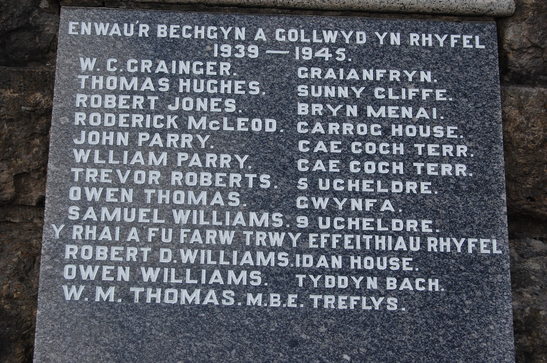 ENWAU'R BECHGYN A GOLLWYD YN RHYFEL
1939 — 1945.
W. C. GRAINGER. GRAIANFRYN.
THOMAS HUGHES. SUNNY CLIFFE.
ROBERT JONES. BRYN MENAI.
RODERICK McLEOD. CARROG HOUSE.
JOHN PARRY. CAE COCH TERR.
WLLIAM PARRY. CAE COCH TERR.
TREVOR ROBERTS. 5 UCHELDRE.
OWEN THOMAS. GWYNFA.
SAMUEL WILLIAMS. 9 UCHELDRE.
Y RHAI A FU FARW TRWY EFFEITHIAU RHYFEL
ROBERT D. WILLIAMS. IDAN HOUSE.
OWEN WILLIAMS. TYDDYN BACH.
W. M. THOMAS. M.B.E. TREFLYS.